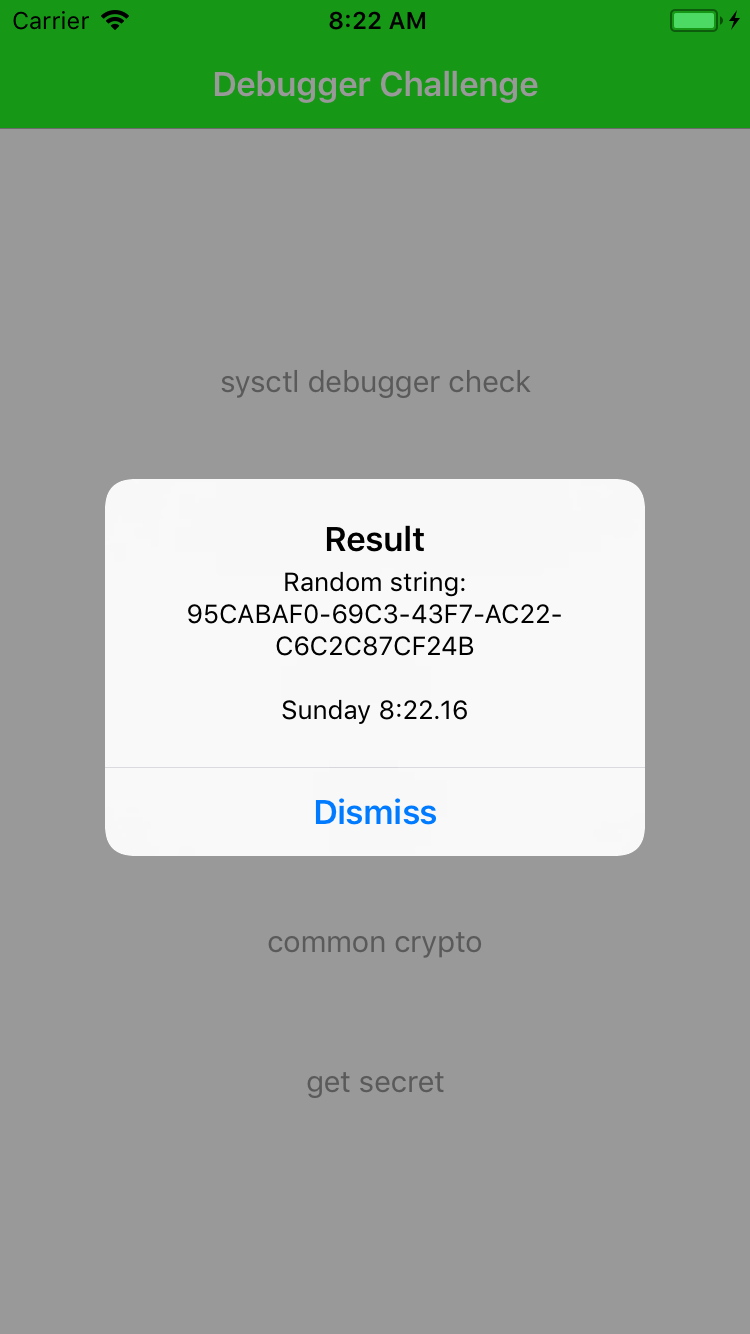 Carrier 8:22 AM
Debugger Challenge
sysctl debugger check
Result
Random string:
95CABAF0-69C3-43F7-AC22-
C6C2C87CF24B
Sunday 8:22.16
Dismiss
common crypto
get secret